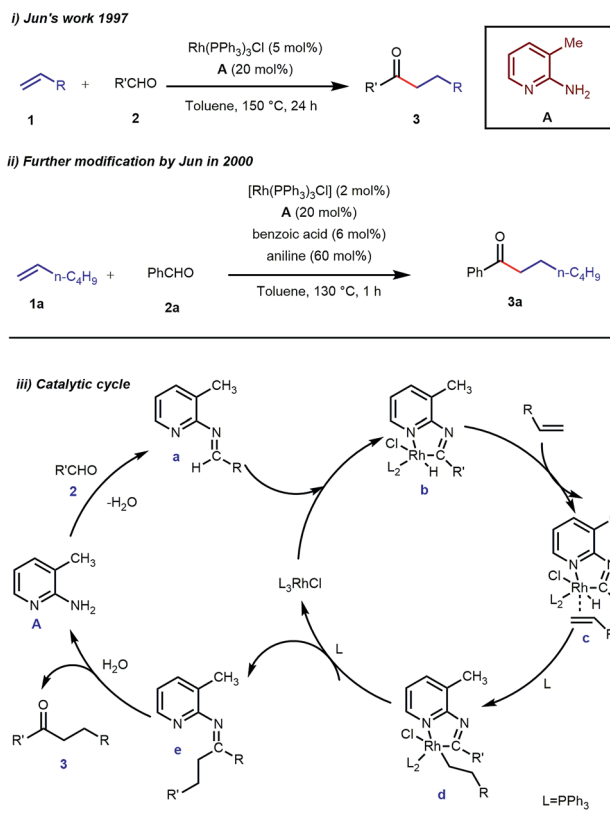 i) Jun's work 1997
Rh(PPh3)3Cl (5 mol%)
A (20 mol%)
Toluene, 150 °C, 24 h
R
1
+
R'CHO
2
O
R'
R
3
Me
N
NH2
A
ii) Further modification by Jun in 2000
[Rh(PPh3)3Cl] (2 mol%)
A (20 mol%)
benzoic acid (6 mol%)
aniline (60 mol%)
Toluene, 130 °C, 1 h
n-C4H9
1a
+
PhCHO
2a
O
Ph
n-C4H9
3a
iii) Catalytic cycle
CH3
N
N
H
R
a
CH3
N
N
Cl
Rh
C
L2
H
R'
b
R
R'CHO
2
-H2O
CH3
N
NH2
A
L3RhCl
N
N
Cl
Rh
C
L2
H
R
c
L
L
H2O
O
R'
R
3
CH3
N
N
C
R
R'
e
CH3
N
N
Cl
Rh
C
L2
R'
R
d
L=PPh3